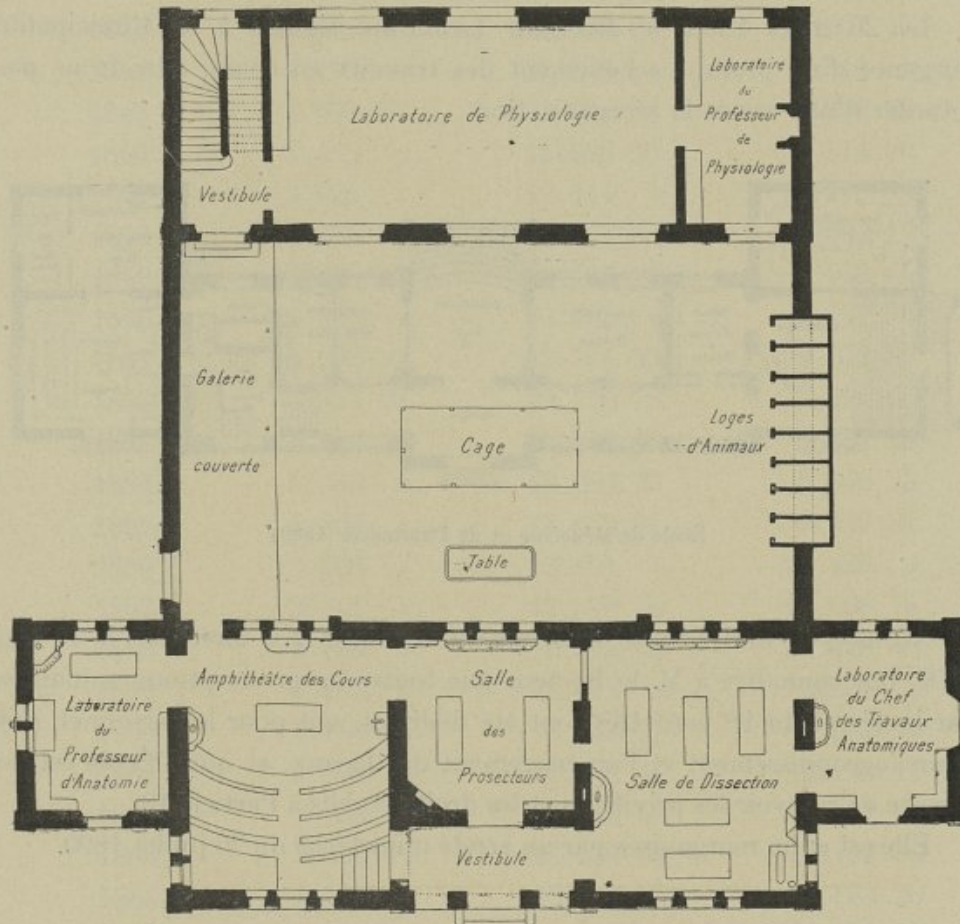 Laboratoire de Physiologie
Laboratoire
du
Professeur
de
Physiologie
Vestibule
Galerie
couverte
Cage
Loges
d'Animaux
Table
Laboratoire
du
Professeur
d'Anatomie
Amphithéâtre des Cours
Salle
des
Prosecteurs
Salle de Dissection
Laboratoire
du Chef
des Travaux
Anatomiques
Vestibule